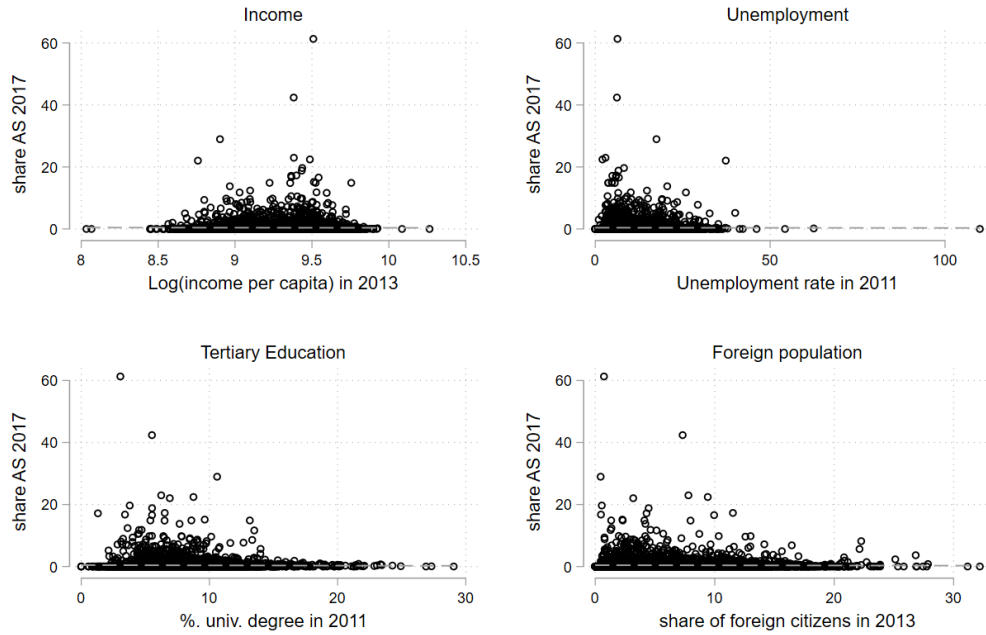 Income
60
40
20
0
share AS 2017
8
8.5
9
9.5
10
10.5
Log(income per capita) in 2013
Unemployment
60
40
20
0
share AS 2017
0
50
100
Unemployment rate in 2011
Tertiary Education
60
40
20
0
share AS 2017
0
10
20
30
%. univ. degree in 2011
Foreign population
60
40
20
0
share AS 2017
0
10
20
30
share of foreign citizens in 2013